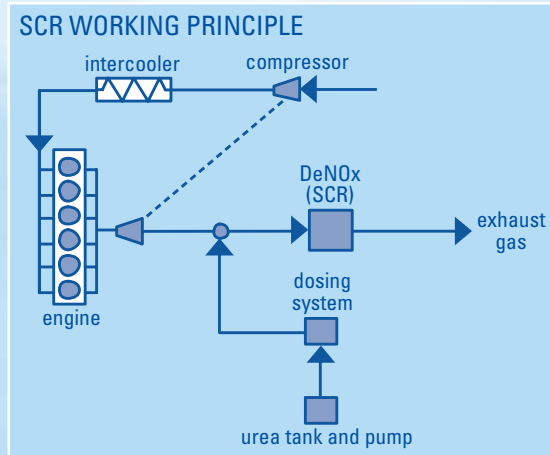 SCR WORKING PRINCIPLE
intercooler
compressor
DeNOx
(SCR)
exhaust
gas
engine
dosing
system
urea tank and pump